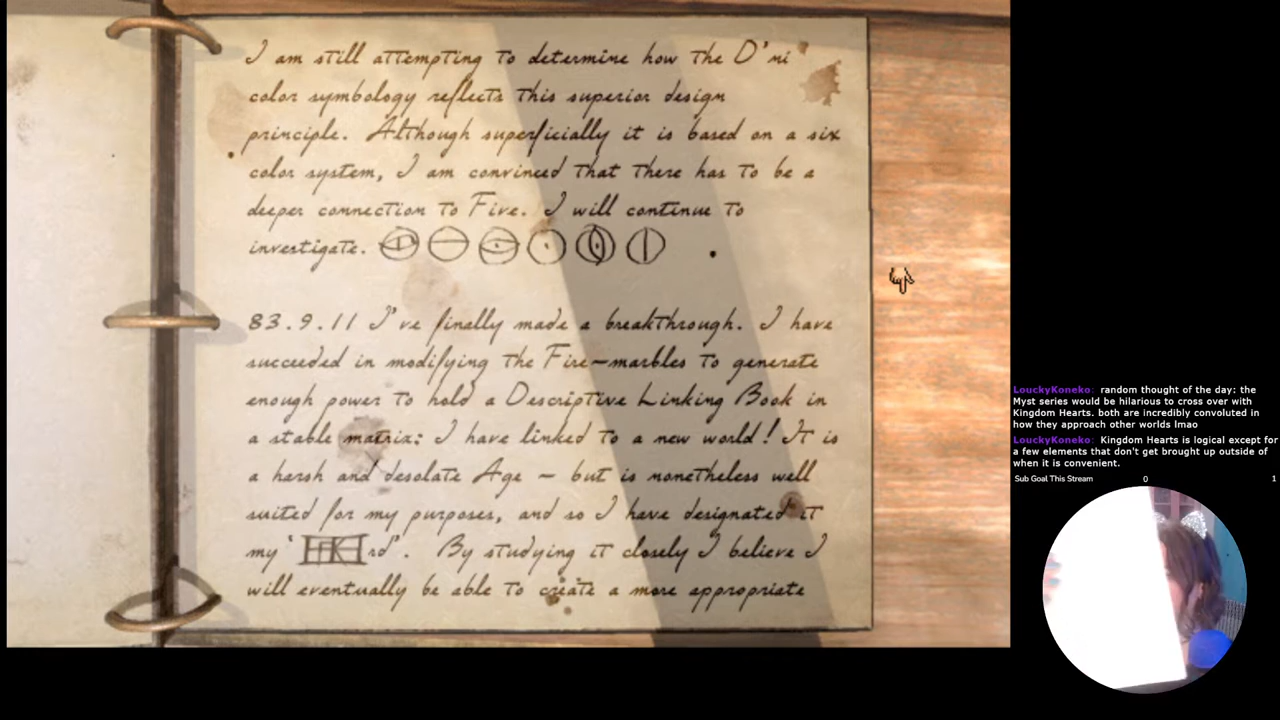 I am still attempting to determine how the D'ni
color symbology reflects this superior design
principle. Although superficially it is based on a six
color system, I am convinced that there has to be a
deeper connection to Five. I will continue to
investigate.
83.9.11 I've finally made a breakthrough. I have
succeeded in modifying the Fire-marbles to generate
enough power to hold a Descriptive Linking Book in
a stable matrix: I have linked to a new world! It is
a harsh and desolate Age - but is nonetheless well
suited for my purposes, and so I have designated it
my ' rd'. By studying it closely I believe I
will eventually be able to create a more appropriate
LouckyKoneko: random thought of the day: the
Myst series would be hilarious to cross over with
Kingdom Hearts. both are incredibly convoluted in
how they approach other worlds lmao
LouckyKoneko: Kingdom Hearts is logical except for
a few elements that don't get brought up outside of
when it is convenient.
Sub Goal This Stream 0 1